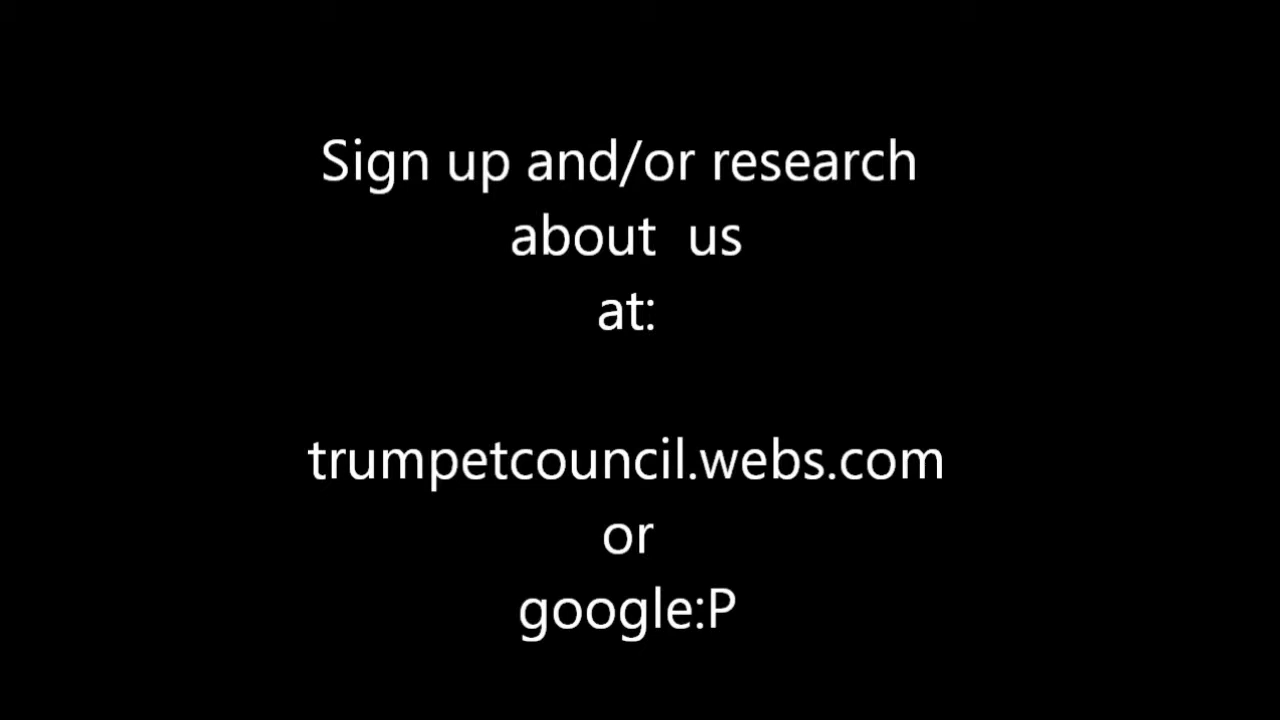 Sign up and/or research
about  us
at:
trumpetcouncil.webs.com
or
google:P